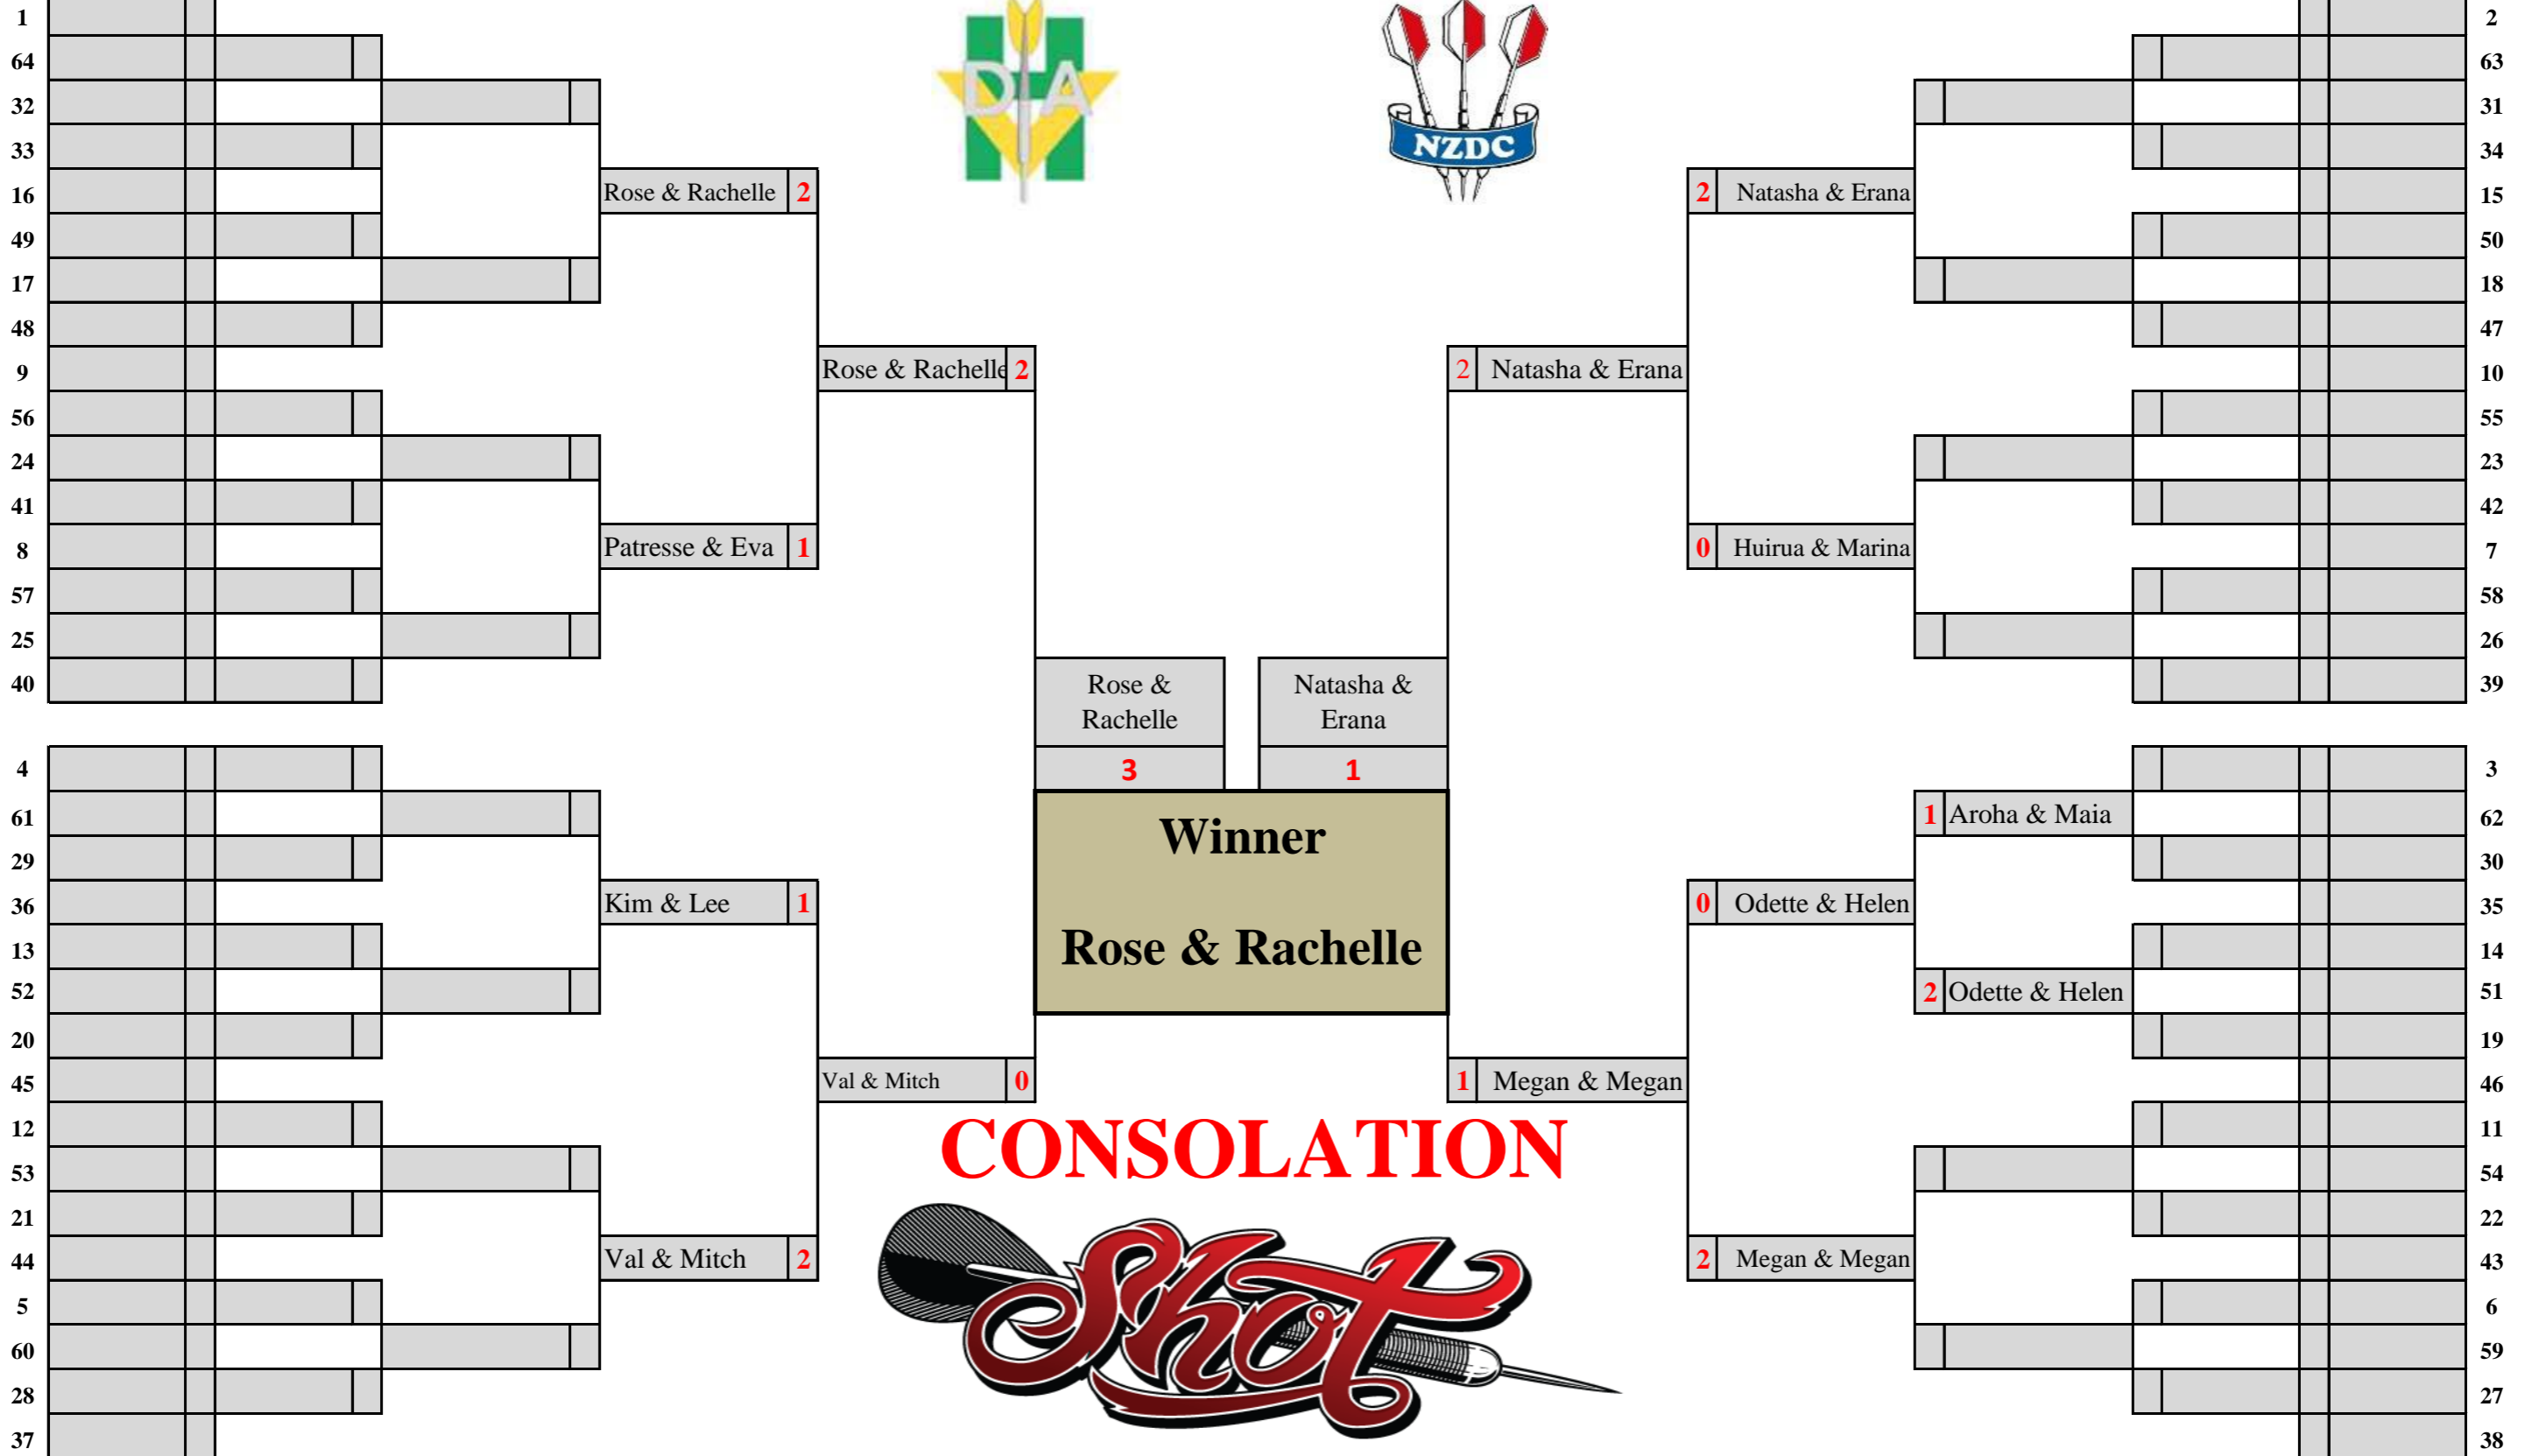 1
2
64
63
32
31
33
34
16
Rose & Rachelle 2
2 Natasha & Erana
15
49
50
17
18
48
47
9
Rose & Rachelle 2
2 Natasha & Erana
10
56
55
24
23
41
42
8
Patresse & Eva 1
0 Huirua & Marina
7
57
58
25
26
40
39
Rose &
Rachelle
3
Natasha &
Erana
1
4
3
61
1 Aroha & Maia
62
29
30
36
Kim & Lee 1
0 Odette & Helen
35
13
14
52
2 Odette & Helen
51
20
19
45
Val & Mitch 0
1 Megan & Megan
46
12
11
53
54
21
22
44
Val & Mitch 2
2 Megan & Megan
43
5
6
60
59
28
27
37
38
Winner
Rose & Rachelle
CONSOLATION
Shot
DHA
NZDC